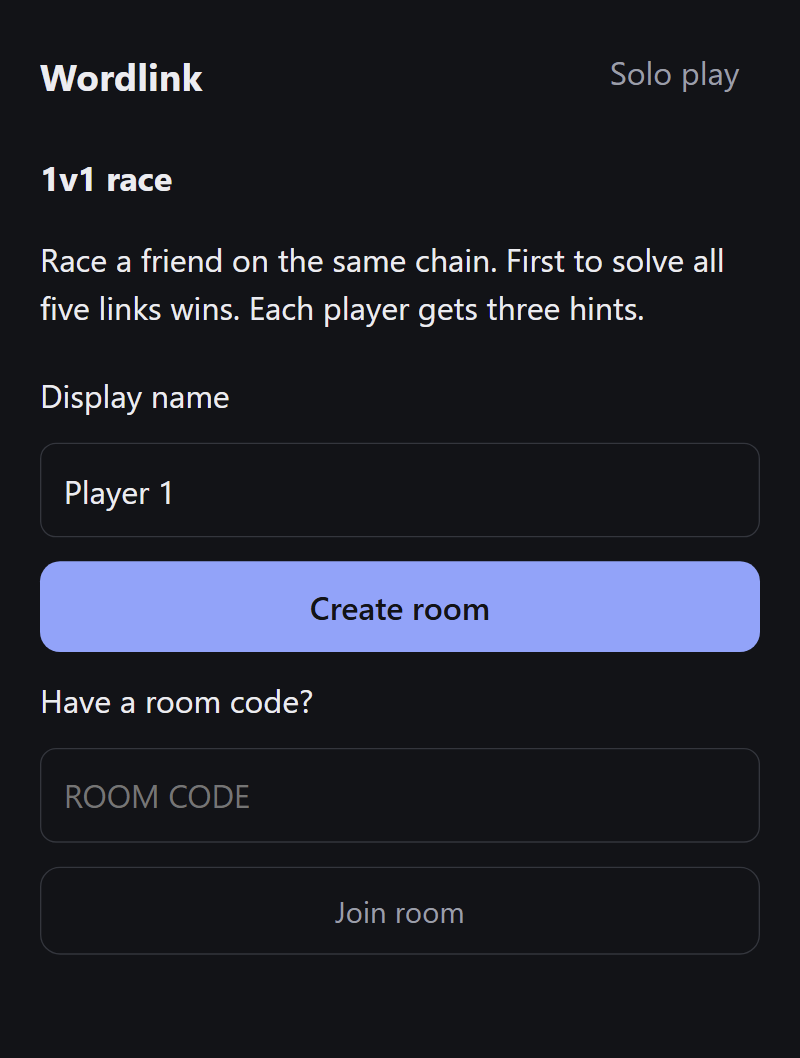 Wordlink
Solo play
1v1 race
Race a friend on the same chain. First to solve all
five links wins. Each player gets three hints.
Display name
Player 1
Create room
Have a room code?
ROOM CODE
Join room